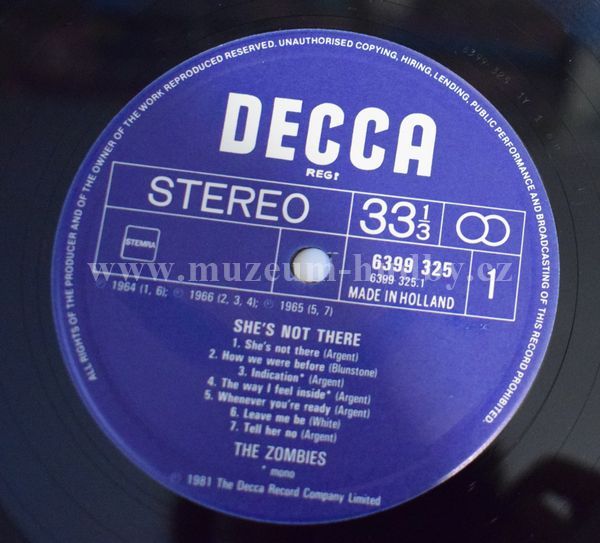 ALL RIGHTS OF THE PRODUCER AND OF THE OWNER OF THE WORK REPRODUCED RESERVED. UNAUTHORISED COPYING, HIRING, LENDING, PUBLIC PERFORMANCE AND BROADCASTING OF THIS RECORD PROHIBITED.
DECCA
REGT
STEREO 33 1/3
STEMRA
6399 325
6399 325.1
MADE IN HOLLAND
1
www.muzeum-hudby.cz
℗ 1964 (1, 6); ℗ 1966 (2, 3, 4); ℗ 1965 (5, 7)
SHE'S NOT THERE
1. She's not there (Argent)
2. How we were before (Blunstone)
3. Indication* (Argent)
4. The way I feel inside* (Argent)
5. Whenever you're ready (Argent)
6. Leave me be (White)
7. Tell her no (Argent)
THE ZOMBIES
* mono
℗ 1981 The Decca Record Company Limited